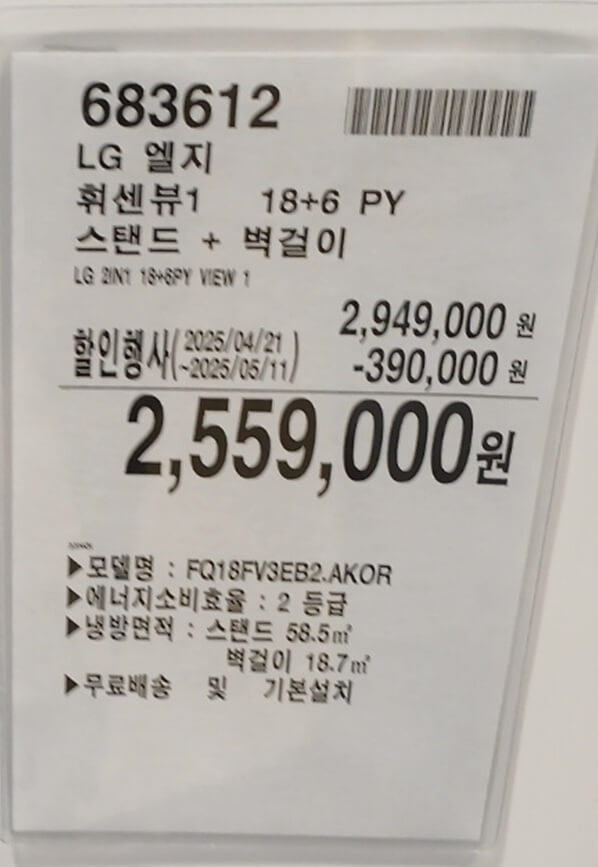 683612
LG 엘지
휘센뷰1 18+6 PY
스탠드 + 벽걸이
LG 2IN1 18+6PY VIEW 1
2,949,000 원
할인행사(2025/04/21 ~2025/05/11) -390,000 원
2,559,000원
▶모델명 : FQ18FV3EB2.AKOR
▶에너지소비효율 : 2 등급
▶냉방면적 : 스탠드 58.5㎡
벽걸이 18.7㎡
▶무료배송 및 기본설치